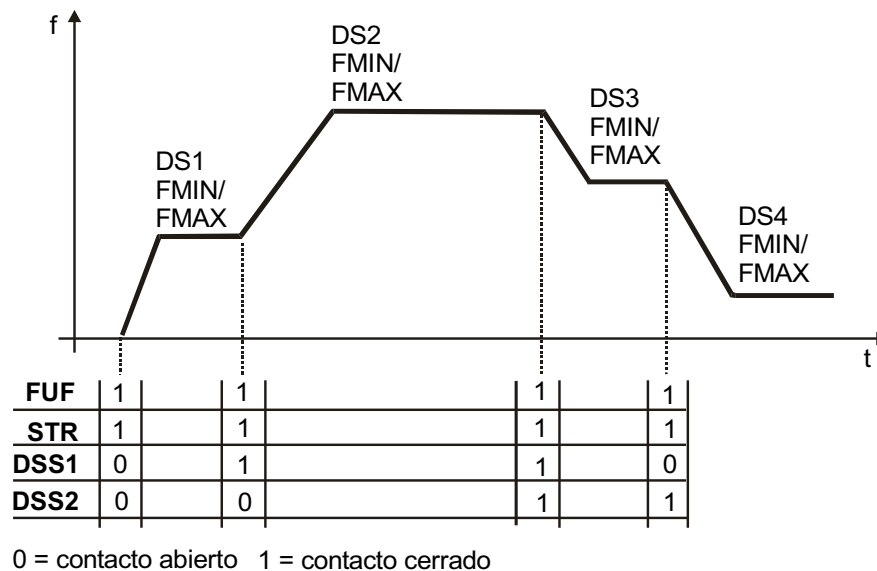 f
DS2
FMIN/
FMAX
DS3
FMIN/
FMAX
DS1
FMIN/
FMAX
DS4
FMIN/
FMAX
t
FUF 1 1 1 1
STR 1 1 1 1
DSS1 0 1 1 0
DSS2 0 0 1 1
0 = contacto abierto 1 = contacto cerrado